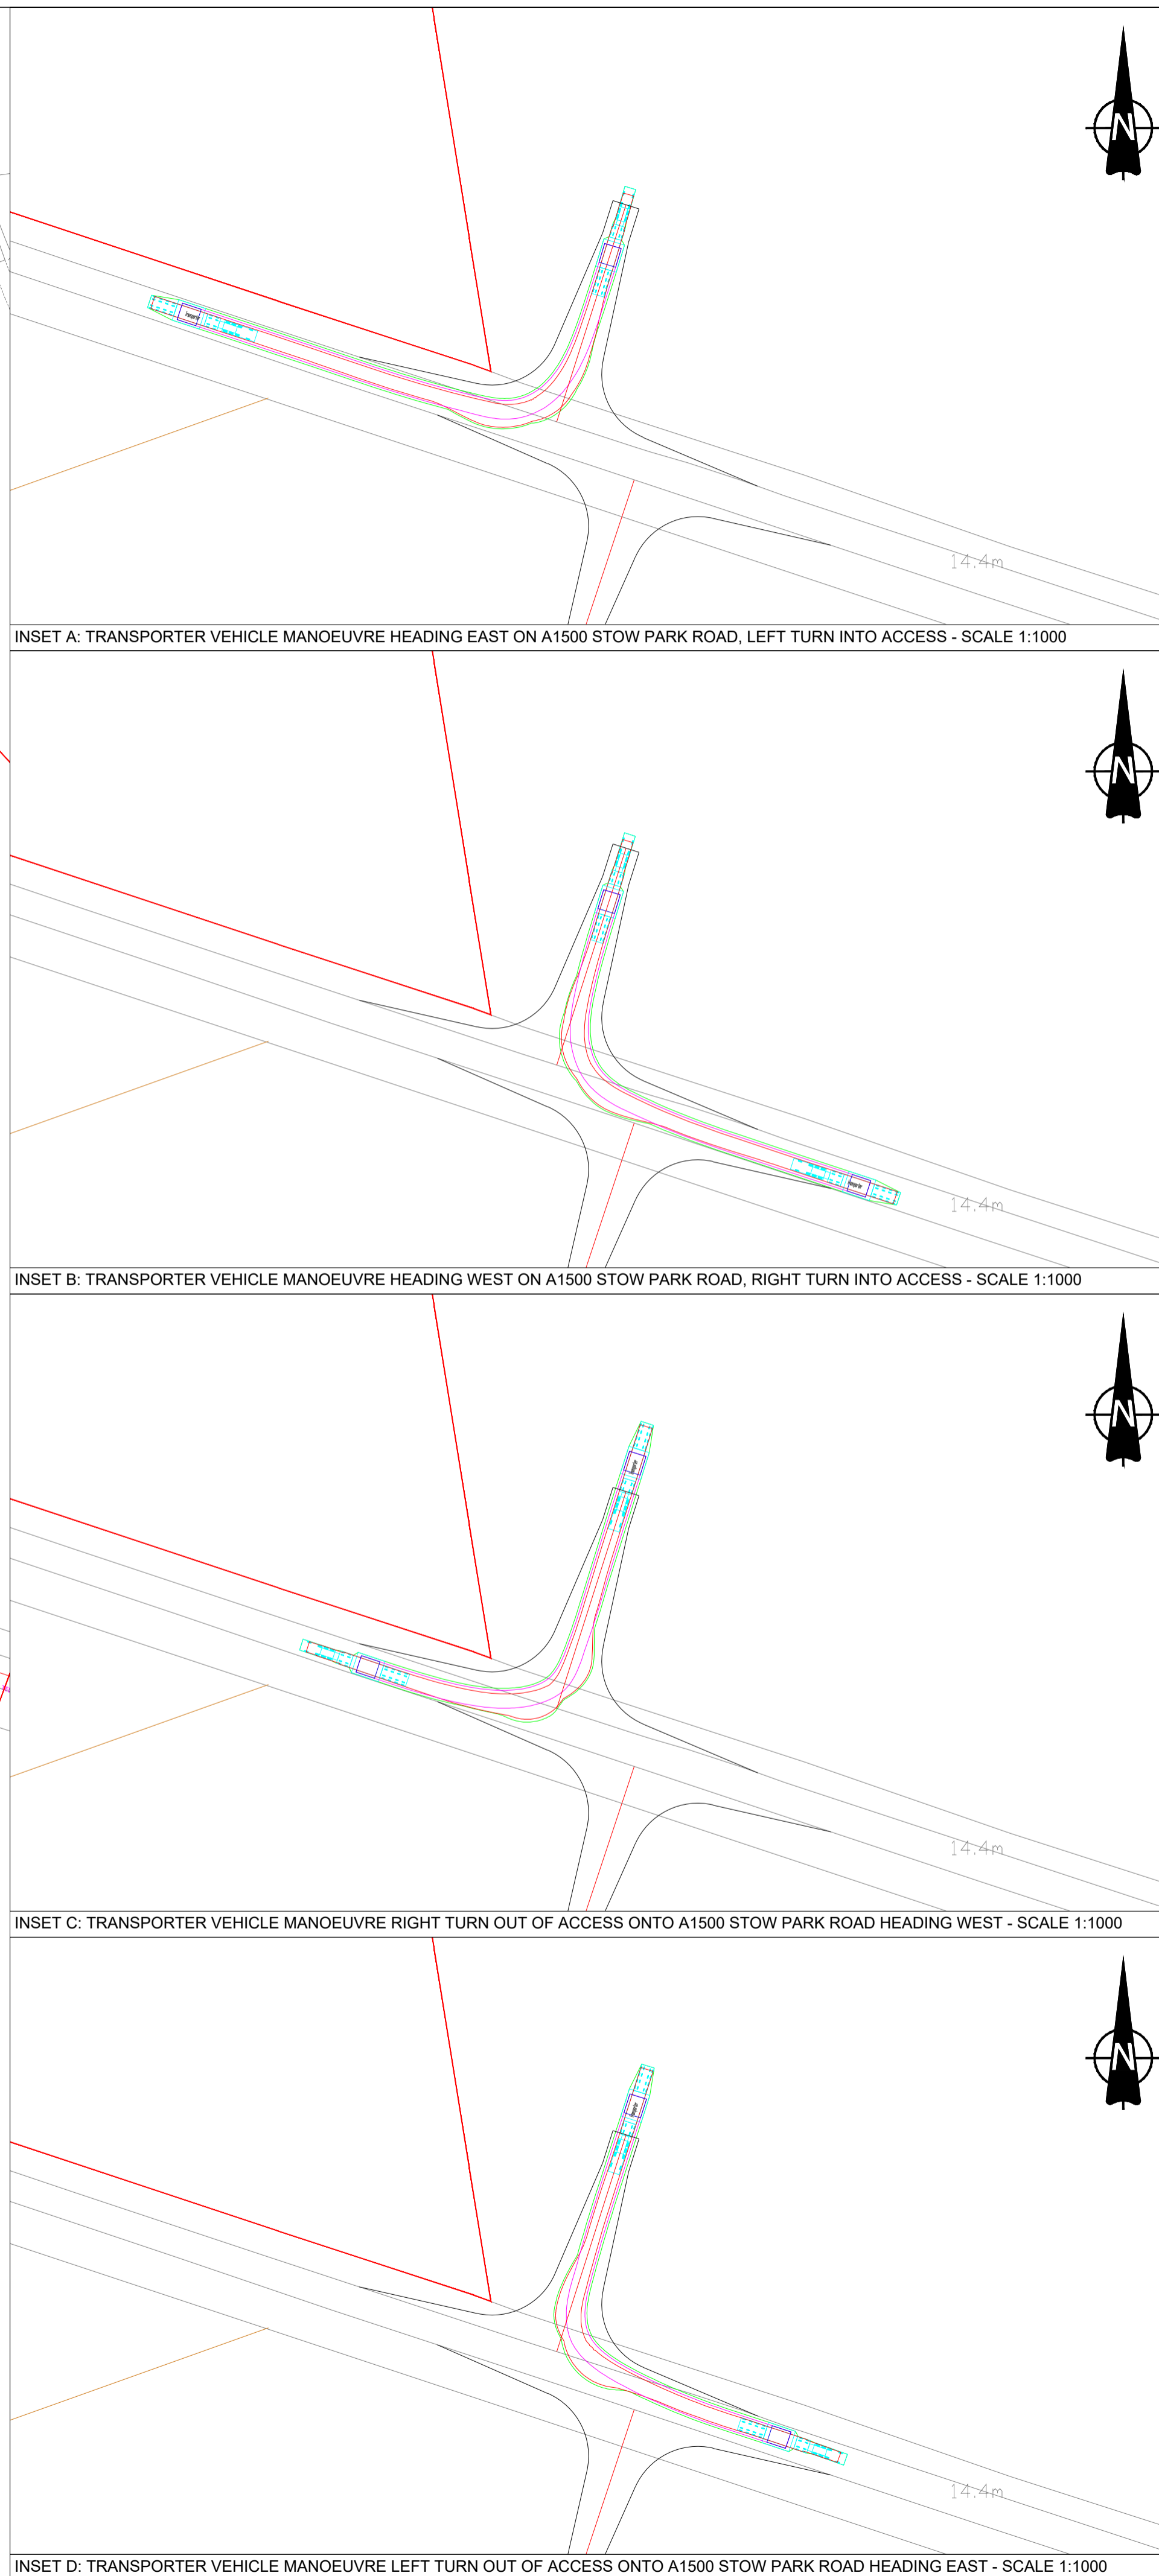 N
14.4m
INSET A: TRANSPORTER VEHICLE MANOEUVRE HEADING EAST ON A1500 STOW PARK ROAD, LEFT TURN INTO ACCESS - SCALE 1:1000
N
14.4m
INSET B: TRANSPORTER VEHICLE MANOEUVRE HEADING WEST ON A1500 STOW PARK ROAD, RIGHT TURN INTO ACCESS - SCALE 1:1000
N
14.4m
INSET C: TRANSPORTER VEHICLE MANOEUVRE RIGHT TURN OUT OF ACCESS ONTO A1500 STOW PARK ROAD HEADING WEST - SCALE 1:1000
N
14.4m
INSET D: TRANSPORTER VEHICLE MANOEUVRE LEFT TURN OUT OF ACCESS ONTO A1500 STOW PARK ROAD HEADING EAST - SCALE 1:1000